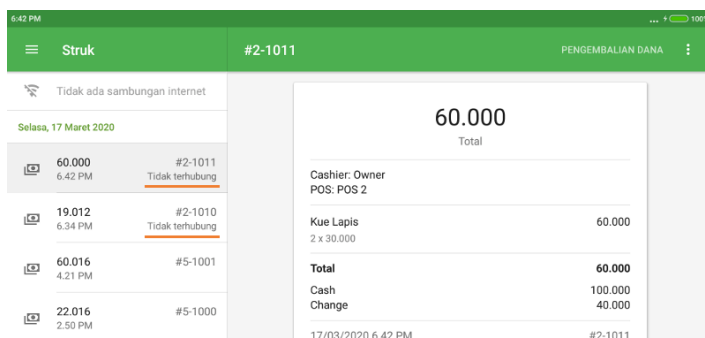 6:42 PM ... 100%
Struk
#2-1011 PENGEMBALIAN DANA
Tidak ada sambungan internet
Selasa, 17 Maret 2020
60.000 #2-1011
6.42 PM Tidak terhubung
19.012 #2-1010
6.34 PM Tidak terhubung
60.016 #5-1001
4.21 PM
22.016 #5-1000
2.50 PM
60.000
Total
Cashier: Owner
POS: POS 2
Kue Lapis 60.000
2 x 30.000
Total 60.000
Cash 100.000
Change 40.000
17/03/2020 6.42 PM #2-1011